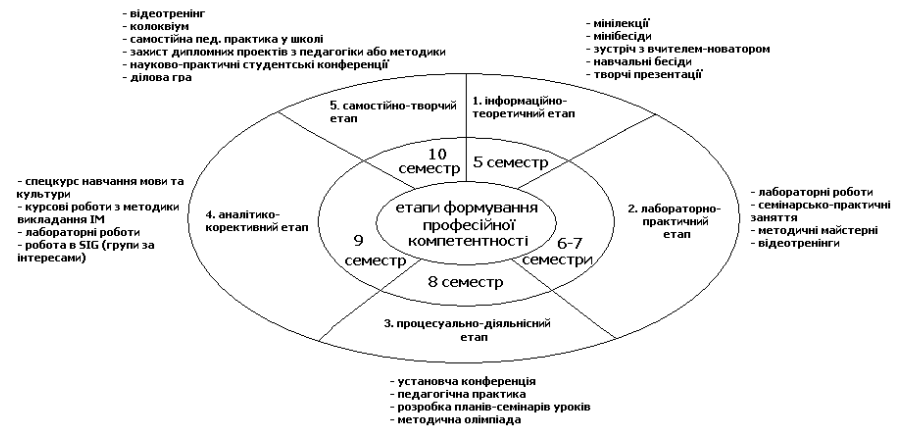 - відеотренінг
- колоквіум
- самостійна пед. практика у школі
- захист дипломних проектів з педагогіки або методики
- науково-практичні студентські конференції
- ділова гра
- мінілекції
- мінібесіди
- зустріч з вчителем-новатором
- навчальні бесіди
- творчі презентації
5. самостійно-творчий
етап
1. інформаційно-
теоретичний етап
10
семестр
5 семестр
- спецкурс навчання мови та
культури
- курсові роботи з методики
викладання ІМ
- лабораторні роботи
- робота в SIG (групи за
інтересами)
4. аналітико-
корективний етап
етапи формування
професійної
компетентності
2. лабораторно-
практичний
етап
- лабораторні роботи
- семінарсько-практичні
заняття
- методичні майстерні
- відеотренінги
9
семестр
6-7
семестри
8 семестр
3. процесуально-діяльнісний
етап
- установча конференція
- педагогічна практика
- розробка планів-семінарів уроків
- методична олімпіада